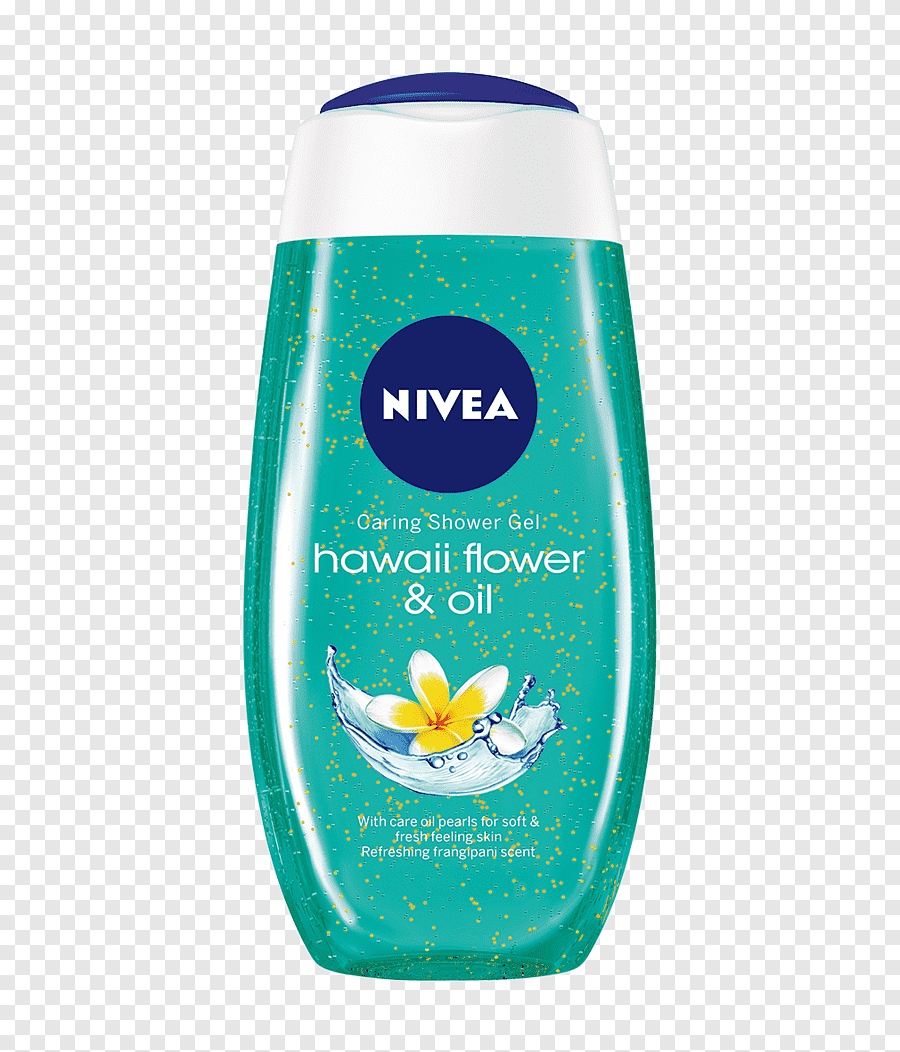 NIVEA
Caring Shower Gel
hawaii flower
& oil
With care oil pearls for soft &
fresh feeling skin
Refreshing frangipani scent